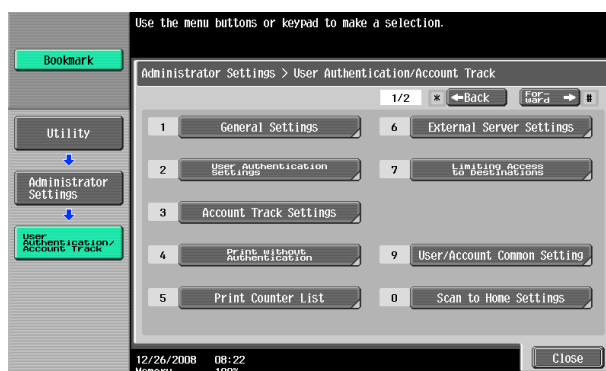 Use the menu buttons or keypad to make a selection.
Bookmark
Administrator Settings > User Authentication/Account Track
1/2 * ←Back For-
ward → #
Utility
Administrator
Settings
User
Authentication/
Account Track
1 General Settings
2 User Authentication
Settings
3 Account Track Settings
4 Print without
Authentication
5 Print Counter List
6 External Server Settings
7 Limiting Access
to Destinations
9 User/Account Common Setting
0 Scan to Home Settings
12/26/2008 08:22
Memory 100%
Close